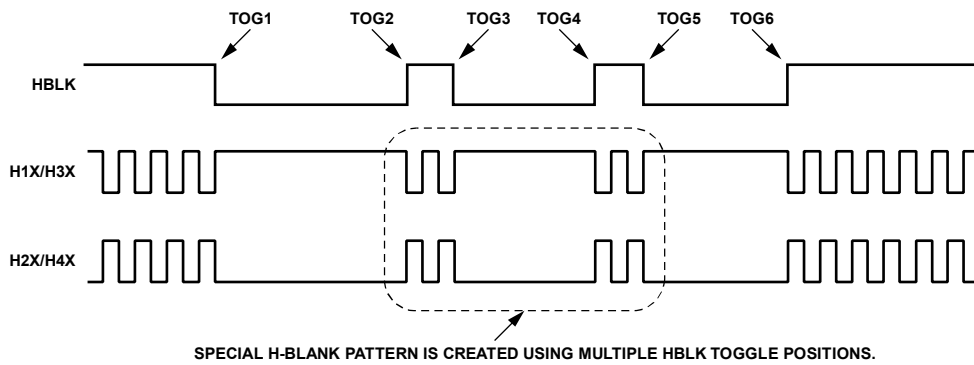 TOG1 TOG2 TOG3 TOG4 TOG5 TOG6
HBLK
H1X/H3X
H2X/H4X
SPECIAL H-BLANK PATTERN IS CREATED USING MULTIPLE HBLK TOGGLE POSITIONS.